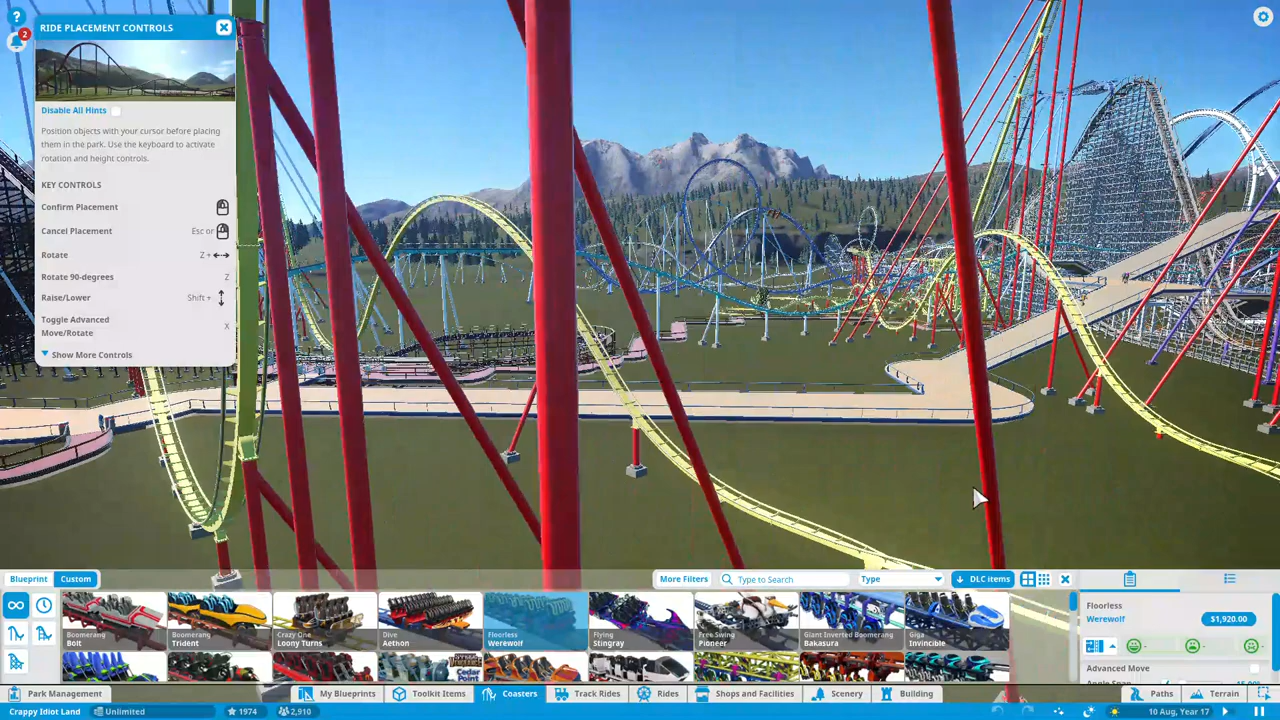 ?
2
RIDE PLACEMENT CONTROLS
Disable All Hints
Position objects with your cursor before placing
them in the park. Use the keyboard to activate
rotation and height controls.
KEY CONTROLS
Confirm Placement
Cancel Placement Esc or
Rotate Z +
Rotate 90-degrees Z
Raise/Lower Shift +
Toggle Advanced
Move/Rotate X
Show More Controls
Blueprint Custom More Filters Type to Search Type DLC items
Boomerang
Bolt
Boomerang
Trident
Crazy One
Loony Turns
Dive
Aethon
Floorless
Werewolf
Flying
Stingray
Free Swing
Pioneer
Giant Inverted Boomerang
Bakasura
Giga
Invincible
Cedar
Point
Floorless
Werewolf $1,920.00
Advanced Move
Park Management My Blueprints Toolkit Items Coasters Track Rides Rides Shops and Facilities Scenery Building Paths Terrain
Crappy Idiot Land Unlimited 1974 2,910 10 Aug, Year 17